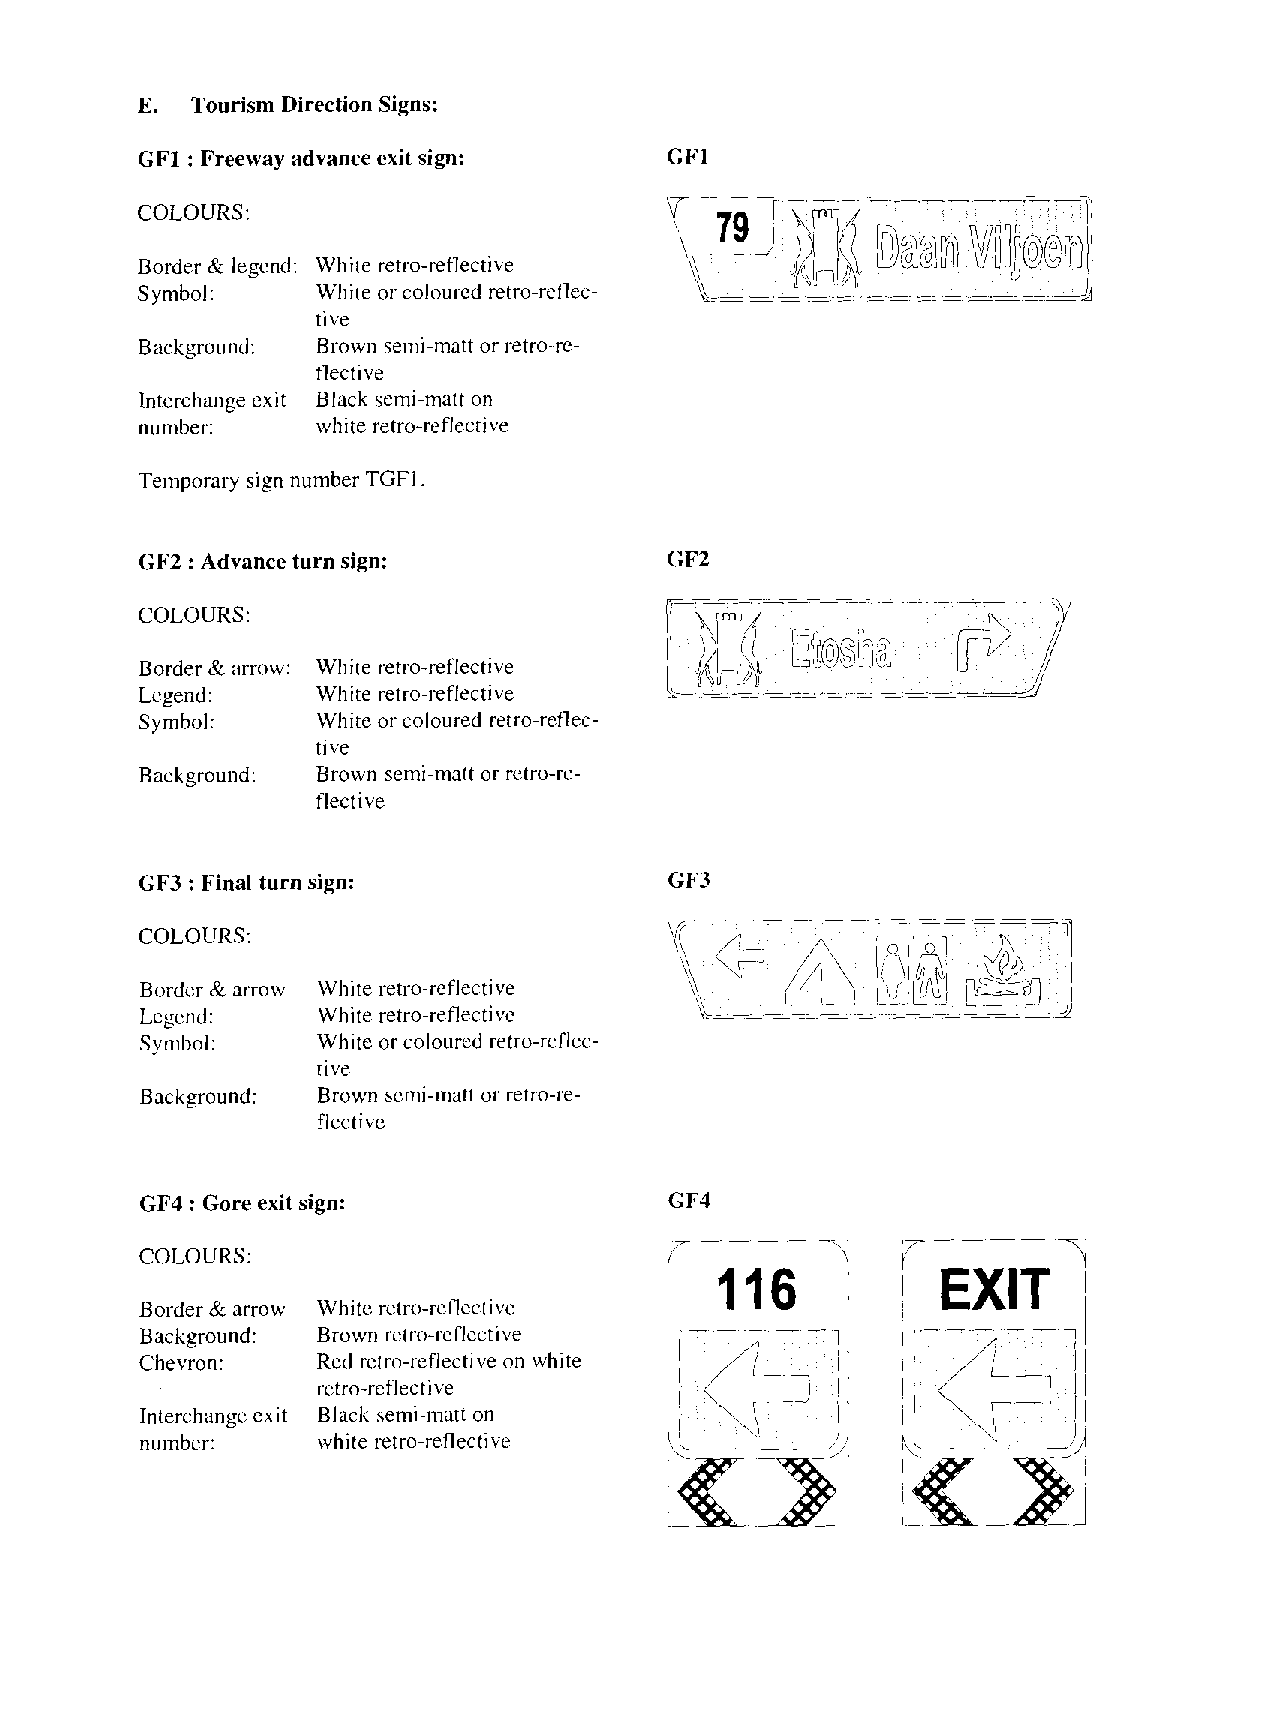 E. Tourism Direction Signs:
GF1 : Freeway advance exit sign:
GF1
COLOURS:
79 Daan Viljoen
Border & legend: White retro-reflective
Symbol: White or coloured retro-reflec-
tive
Background: Brown semi-matt or retro-re-
flective
Interchange exit Black semi-matt on
number: white retro-reflective
Temporary sign number TGF1.
GF2 : Advance turn sign:
GF2
COLOURS:
Etosha
Border & arrow: White retro-reflective
Legend: White retro-reflective
Symbol: White or coloured retro-reflec-
tive
Background: Brown semi-matt or retro-re-
flective
GF3 : Final turn sign:
GF3
COLOURS:
Border & arrow White retro-reflective
Legend: White retro-reflective
Symbol: White or coloured retro-reflec-
tive
Background: Brown semi-matt or retro-re-
flective
GF4 : Gore exit sign:
GF4
COLOURS:
116 EXIT
Border & arrow White retro-reflective
Background: Brown retro-reflective
Chevron: Red retro-reflective on white
retro-reflective
Interchange exit Black semi-matt on
number: white retro-reflective